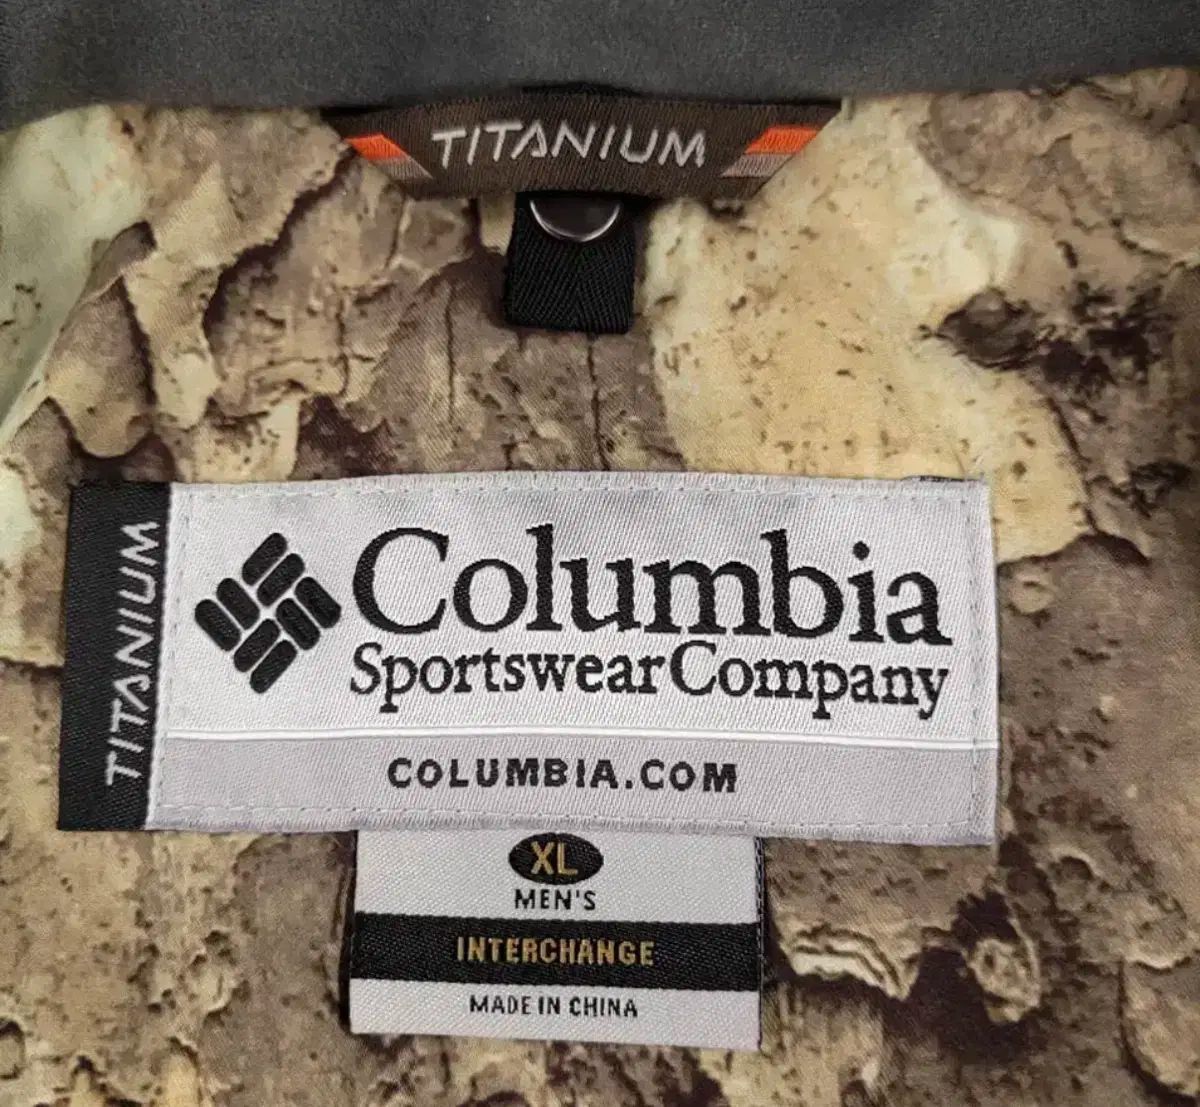 TITANIUM
TITANIUM
Columbia
Sportswear Company
COLUMBIA.COM
XL
MEN'S
INTERCHANGE
MADE IN CHINA